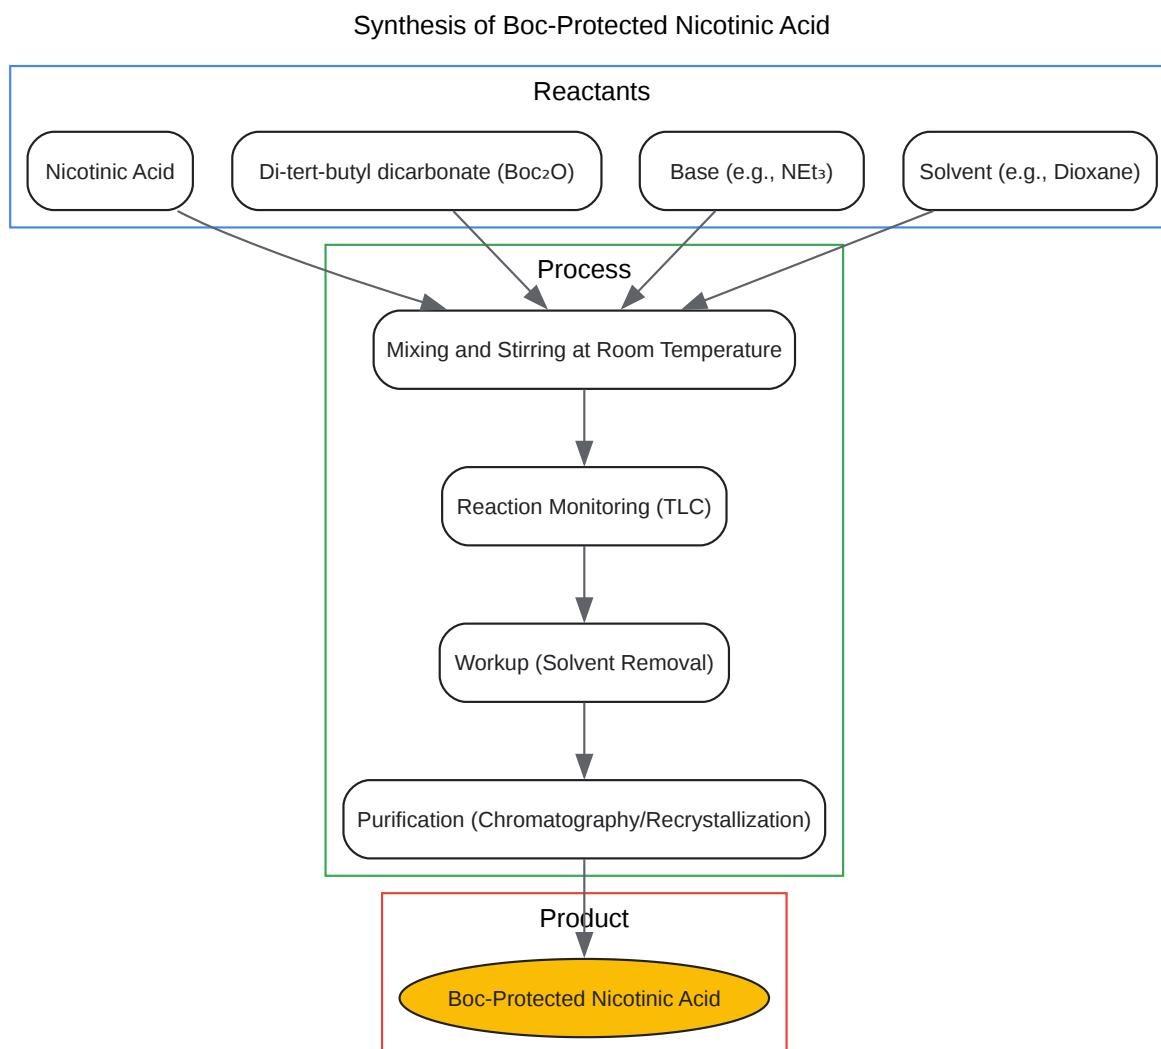 Synthesis of Boc-Protected Nicotinic Acid
Reactants
Nicotinic Acid
Di-tert-butyl dicarbonate (Boc₂O)
Base (e.g., NEt₃)
Solvent (e.g., Dioxane)
Process
Mixing and Stirring at Room Temperature
Reaction Monitoring (TLC)
Workup (Solvent Removal)
Purification (Chromatography/Recrystallization)
Product
Boc-Protected Nicotinic Acid